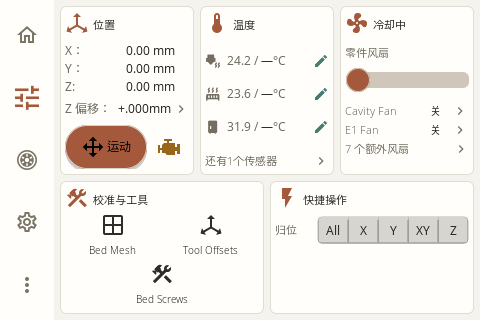 位置
X： 0.00 mm
Y： 0.00 mm
Z: 0.00 mm
Z 偏移： +.000mm
运动
温度
24.2 / —°C
23.6 / —°C
31.9 / —°C
还有1个传感器
冷却中
零件风扇
Cavity Fan 关
E1 Fan 关
7 个额外风扇
校准与工具
Bed Mesh
Tool Offsets
Bed Screws
快捷操作
归位 All X Y XY Z